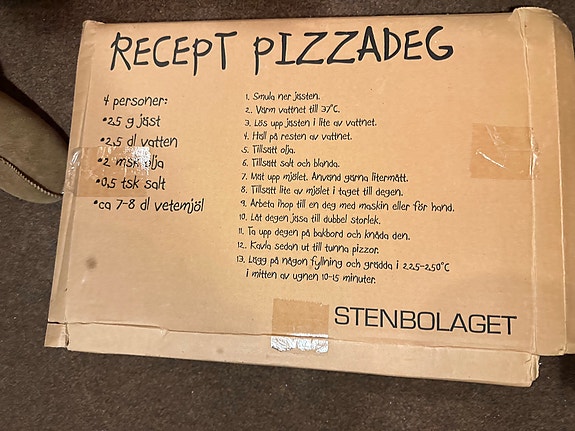 RECEPT PIZZADEG
4 personer:
•25 g jäst
•2,5 dl vatten
•2 msk olja
•0,5 tsk salt
•ca 7-8 dl vetemjöl
1. Smula ner jästen.
2. Värm vattnet till 37°C.
3. Lös upp jästen i lite av vattnet.
4. Häll på resten av vattnet.
5. Tillsätt olja.
6. Tillsätt salt och blanda.
7. Mät upp mjölet. Använd gärna litermått.
8. Tillsätt lite av mjölet i taget till degen.
9. Arbeta ihop till en deg med maskin eller för hand.
10. Låt degen jäsa till dubbel storlek.
11. Ta upp degen på bakbord och knåda den.
12. Kavla sedan ut till tunna pizzor.
13. Lägg på någon fyllning och grädda i 225-250°C
i mitten av ugnen 10-15 minuter.
STENBOLAGET